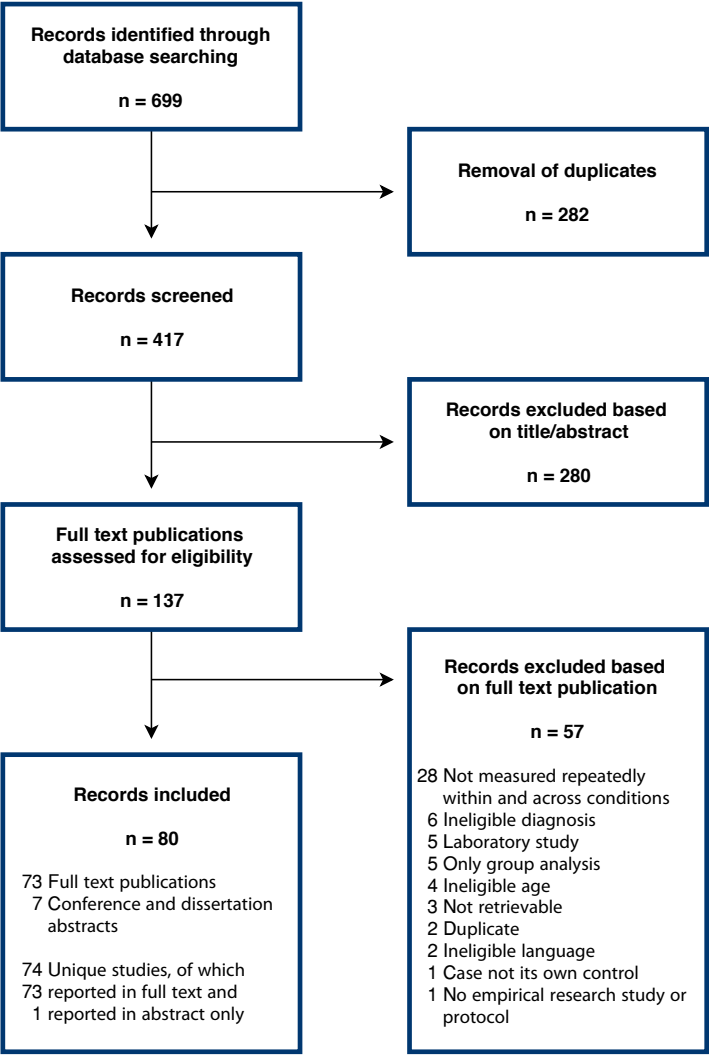 Records identified through
database searching
n = 699
Removal of duplicates
n = 282
Records screened
n = 417
Records excluded based
on title/abstract
n = 280
Full text publications
assessed for eligibility
n = 137
Records excluded based
on full text publication
n = 57
28 Not measured repeatedly
within and across conditions
6 Ineligible diagnosis
5 Laboratory study
5 Only group analysis
4 Ineligible age
3 Not retrievable
2 Duplicate
2 Ineligible language
1 Case not its own control
1 No empirical research study or
protocol
Records included
n = 80
73 Full text publications
7 Conference and dissertation
abstracts
74 Unique studies, of which
73 reported in full text and
1 reported in abstract only